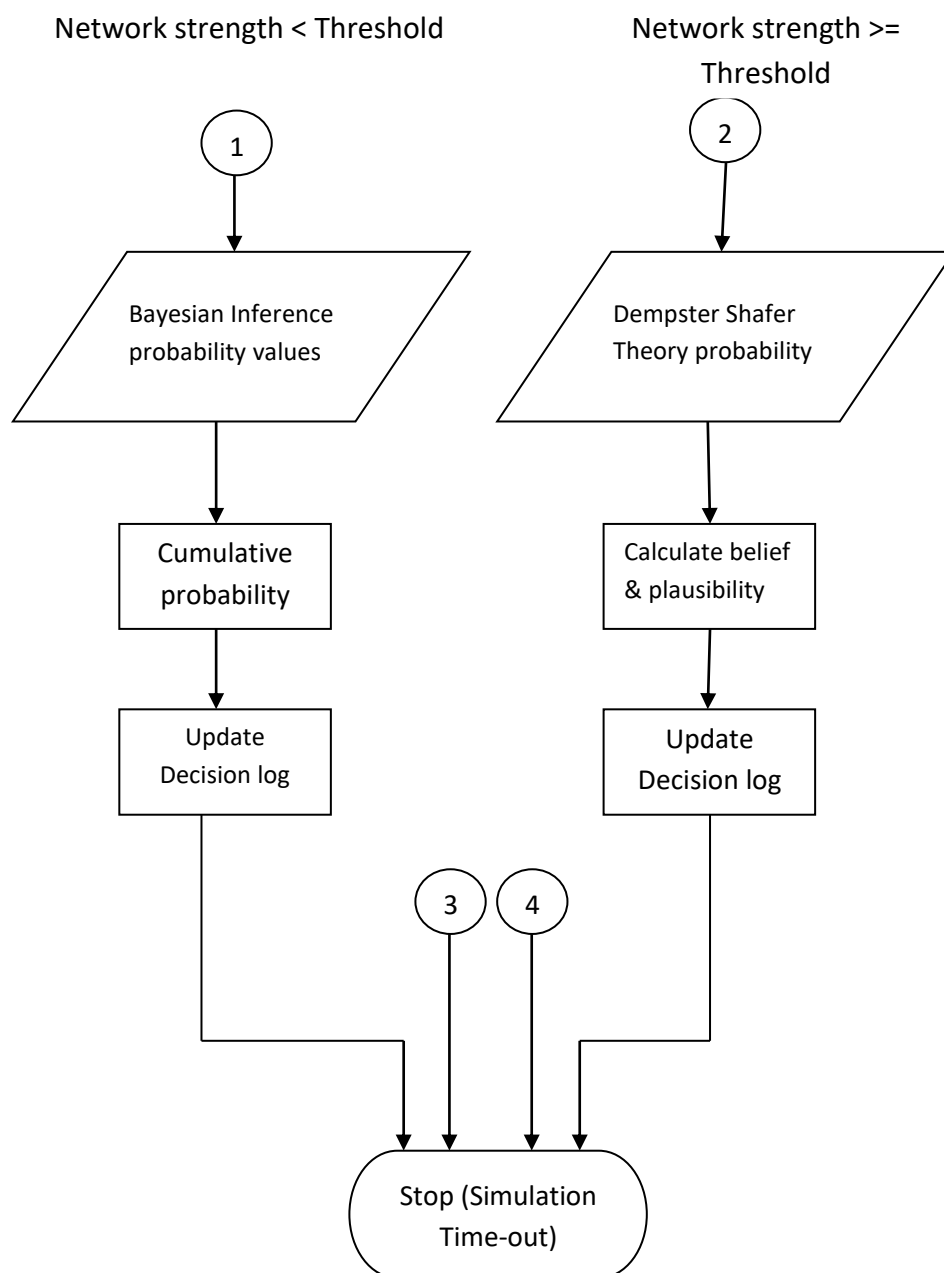 Network strength < Threshold
Network strength >=
Threshold
1
2
Bayesian Inference
probability values
Dempster Shafer
Theory probability
Cumulative
probability
Calculate belief
& plausibility
Update
Decision log
Update
Decision log
3
4
Stop (Simulation
Time-out)